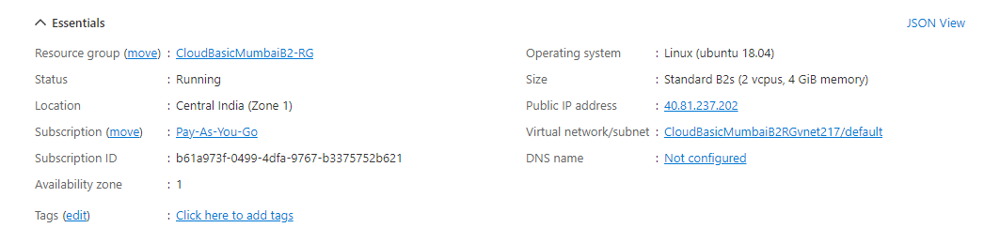 Essentials
JSON View
Resource group (move) : CloudBasicMumbaiB2-RG
Status : Running
Location : Central India (Zone 1)
Subscription (move) : Pay-As-You-Go
Subscription ID : b61a973f-0499-4dfa-9767-b3375752b621
Availability zone : 1
Operating system : Linux (ubuntu 18.04)
Size : Standard B2s (2 vcpus, 4 GiB memory)
Public IP address : 40.81.237.202
Virtual network/subnet : CloudBasicMumbaiB2RGvnet217/default
DNS name : Not configured
Tags (edit) : Click here to add tags